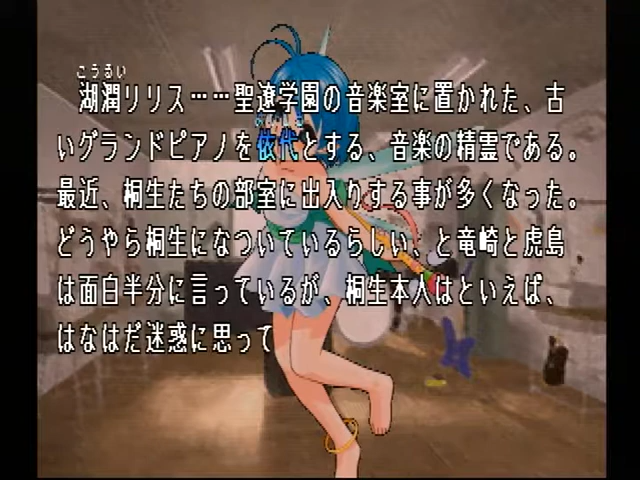 こうるい
湖潤リリス……聖遼学園の音楽室に置かれた、古
いグランドピアノを依代とする、音楽の精霊である。
最近、桐生たちの部室に出入りする事が多くなった。
どうやら桐生になついているらしい、と竜崎と虎島
は面白半分に言っているが、桐生本人はといえば、
はなはだ迷惑に思って